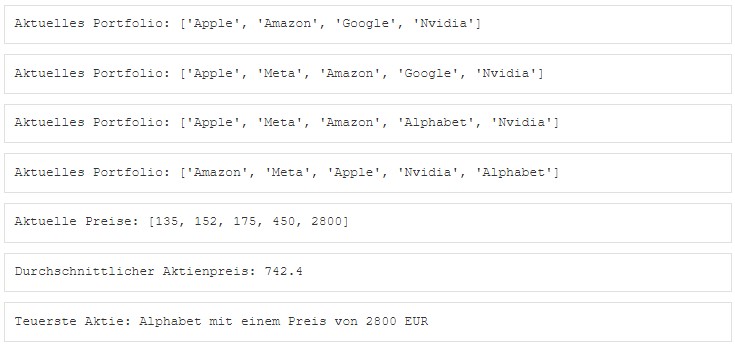 Aktuelles Portfolio: ['Apple', 'Amazon', 'Google', 'Nvidia']
Aktuelles Portfolio: ['Apple', 'Meta', 'Amazon', 'Google', 'Nvidia']
Aktuelles Portfolio: ['Apple', 'Meta', 'Amazon', 'Alphabet', 'Nvidia']
Aktuelles Portfolio: ['Amazon', 'Meta', 'Apple', 'Nvidia', 'Alphabet']
Aktuelle Preise: [135, 152, 175, 450, 2800]
Durchschnittlicher Aktienpreis: 742.4
Teuerste Aktie: Alphabet mit einem Preis von 2800 EUR